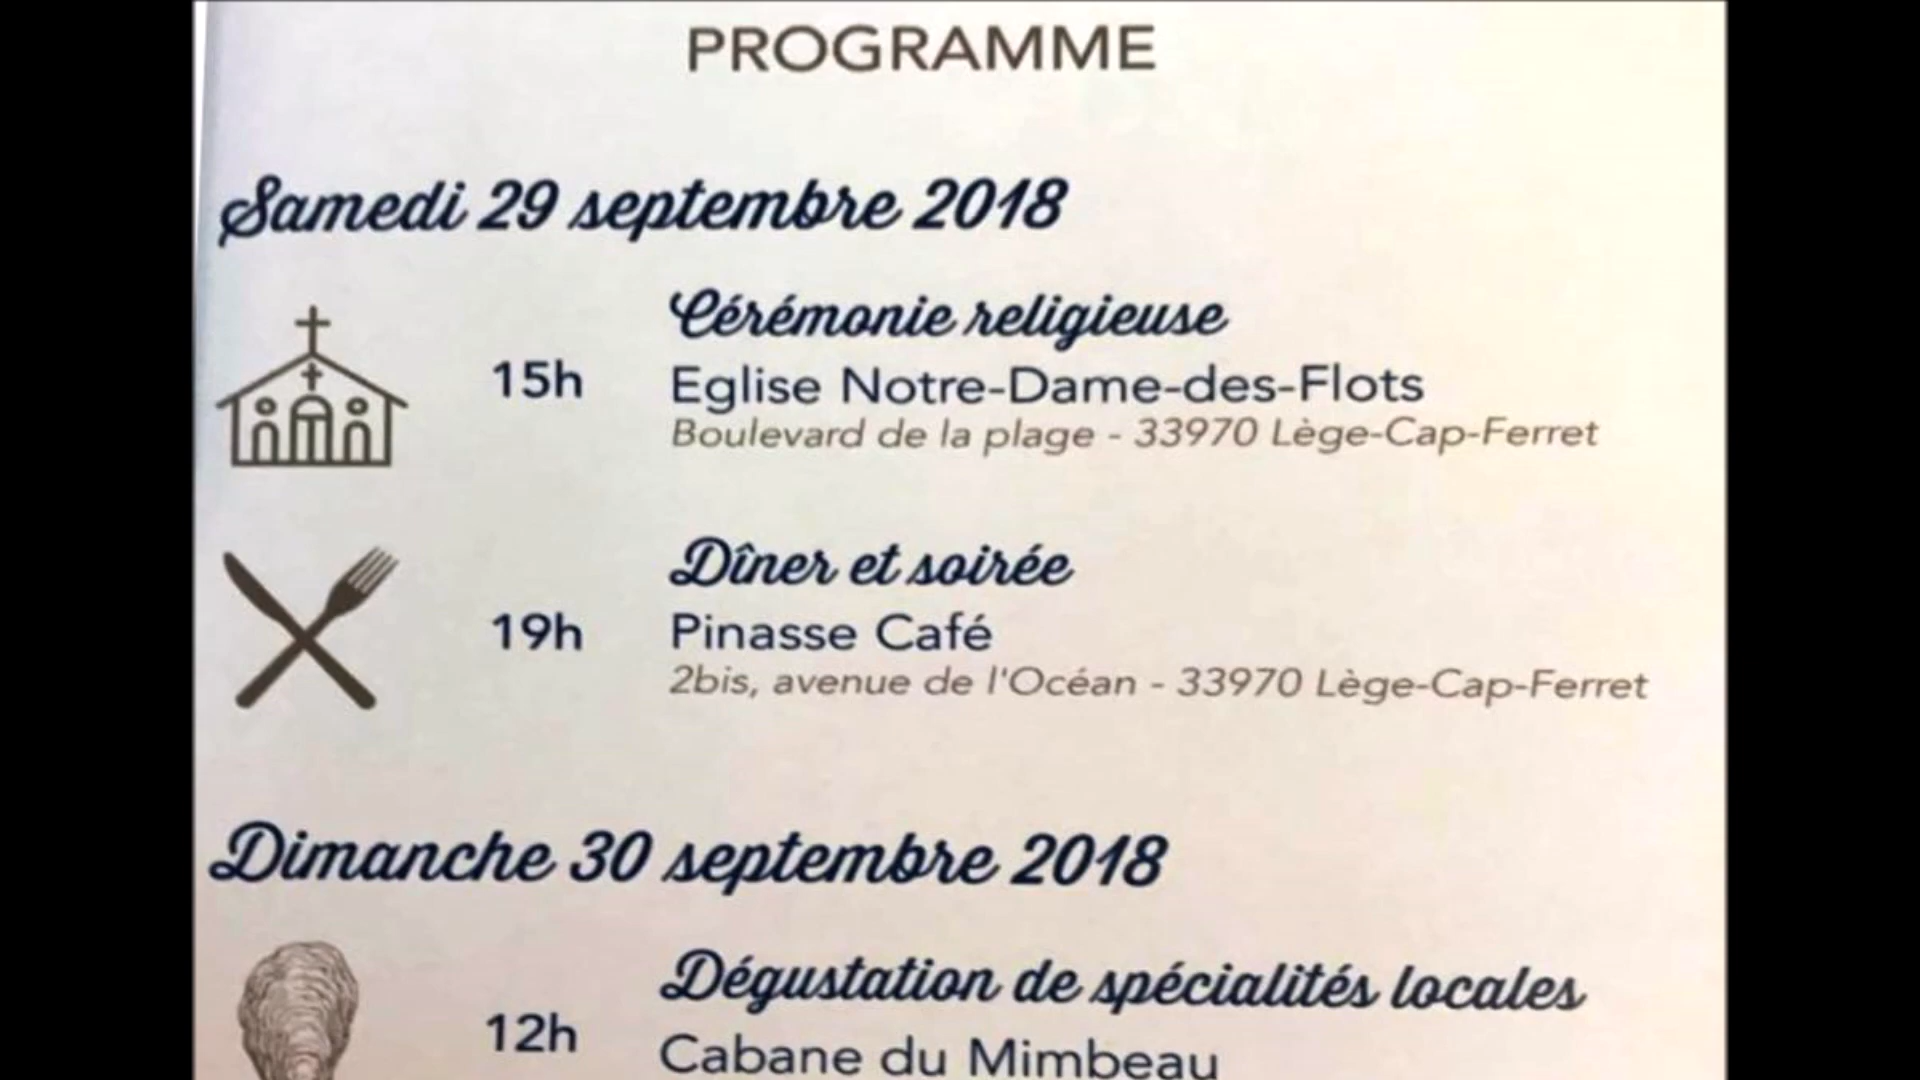 PROGRAMME
Samedi 29 septembre 2018
Cérémonie religieuse
15h
Eglise Notre-Dame-des-Flots
Boulevard de la plage - 33970 Lège-Cap-Ferret
Dîner et soirée
19h
Pinasse Café
2bis, avenue de l'Océan - 33970 Lège-Cap-Ferret
Dimanche 30 septembre 2018
Dégustation de spécialités locales
12h
Cabane du Mimbeau